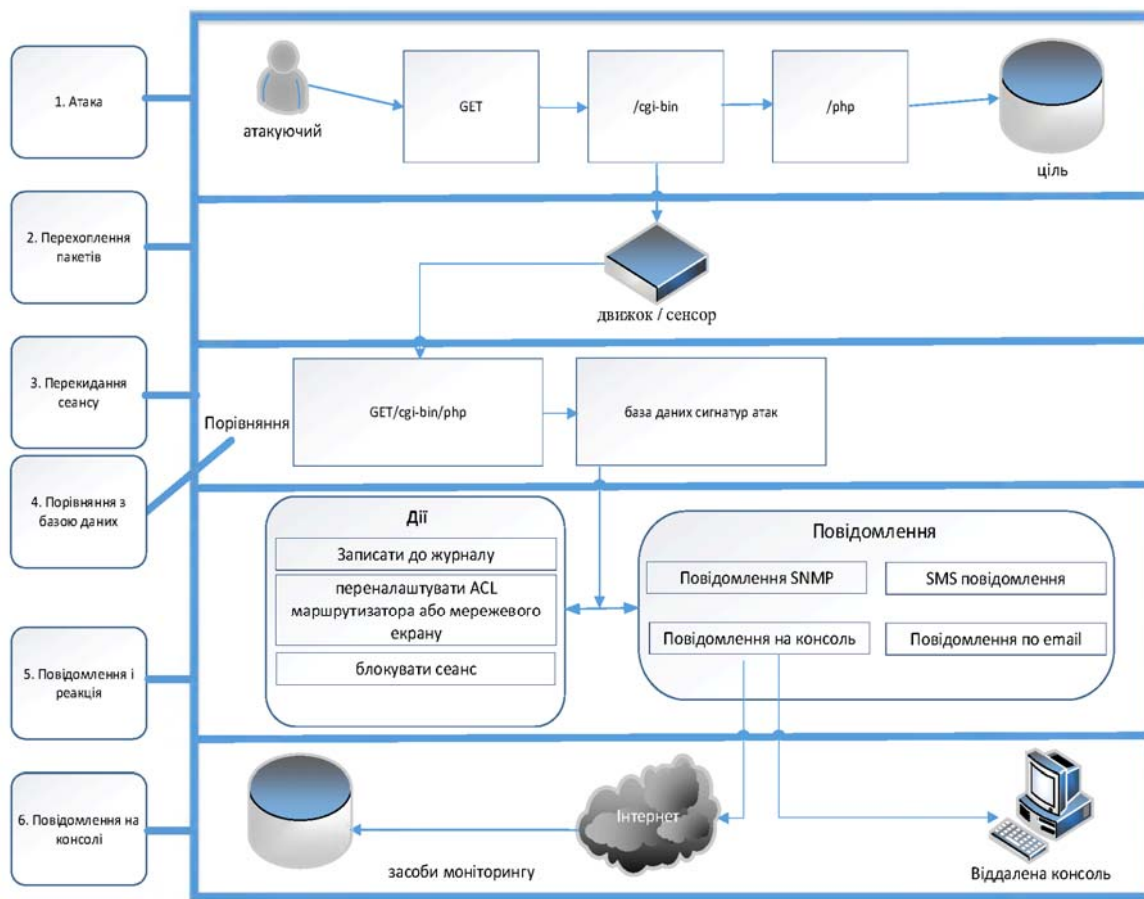 1. Атака
атакуючий
GET
/cgi-bin
/php
ціль
2. Перехоплення
пакетів
движок / сенсор
3. Перекидання
сеансу
Порівняння
GET/cgi-bin/php
база даних сигнатур атак
4. Порівняння з
базою даних
Дії
Записати до журналу
переналаштувати ACL
маршрутизатора або мережевого
екрану
блокувати сеанс
Повідомлення
Повідомлення SNMP
SMS повідомлення
Повідомлення на консоль
Повідомлення по email
5. Повідомлення і
реакція
6. Повідомлення на
консолі
Інтернет
засоби моніторингу
Віддалена консоль